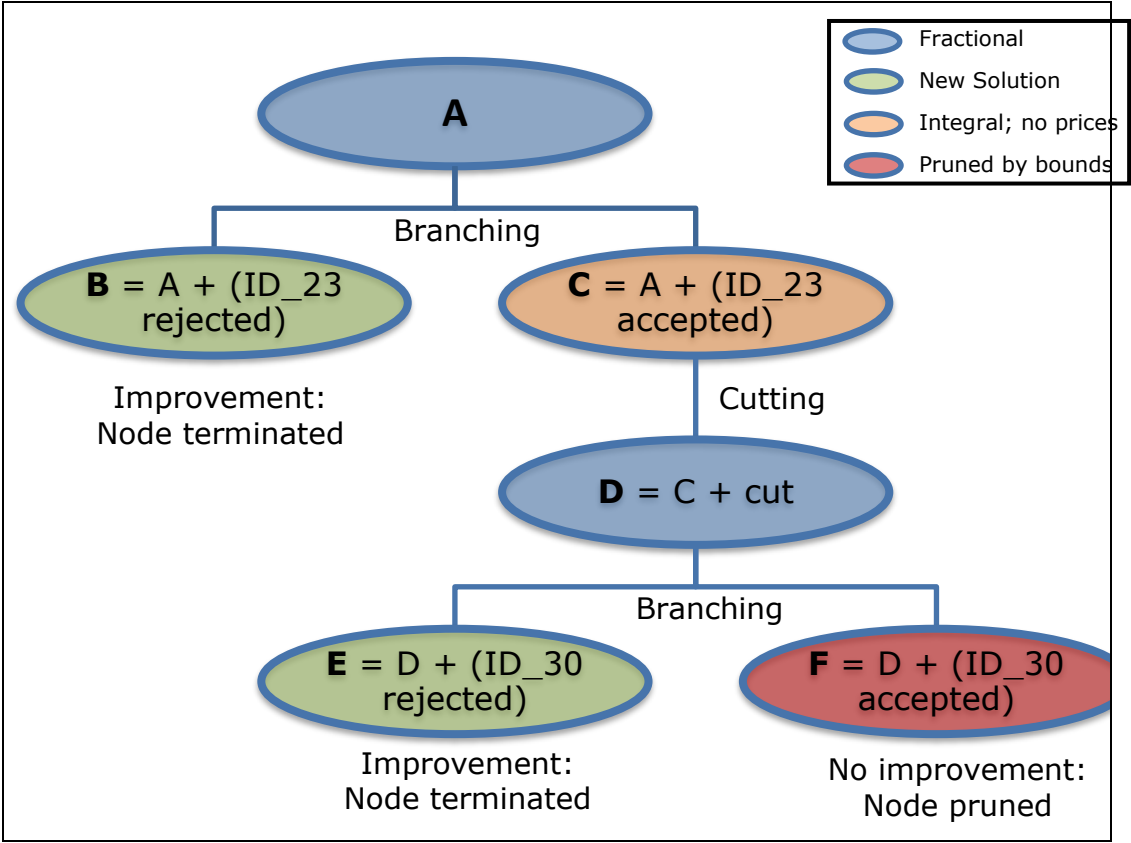 Fractional
New Solution
Integral; no prices
Pruned by bounds
A
Branching
B = A + (ID_23
rejected)
C = A + (ID_23
accepted)
Improvement:
Node terminated
Cutting
D = C + cut
Branching
E = D + (ID_30
rejected)
F = D + (ID_30
accepted)
Improvement:
Node terminated
No improvement:
Node pruned